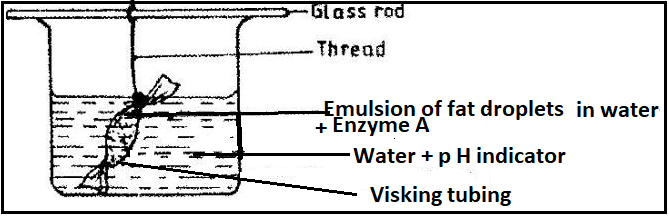 Glass rod
Thread
Emulsion of fat droplets in water
+ Enzyme A
Water + p H indicator
Visking tubing